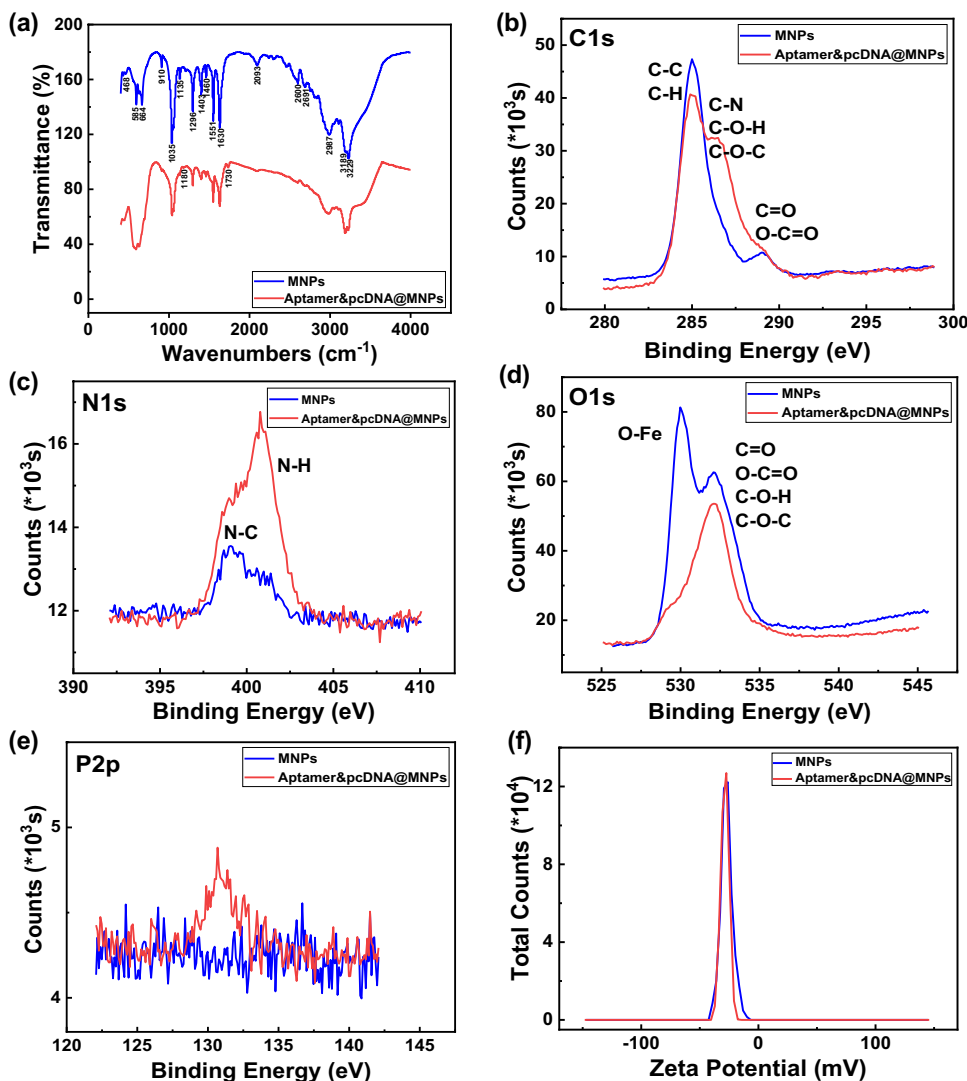 (a)
180
160
120
80
40
0
Transmittance (%)
468
585
664
910
1035
1135
1180
1296
1403
1460
1551
1630
1730
2093
2600
2691
2987
3189
3229
MNPs
Aptamer&pcDNA@MNPs
0 1000 2000 3000 4000
Wavenumbers (cm⁻¹)
(b)
C1s
MNPs
Aptamer&pcDNA@MNPs
50
40
30
20
10
0
Counts (*10³s)
C-C
C-H
C-N
C-O-H
C-O-C
C=O
O-C=O
280 285 290 295 300
Binding Energy (eV)
(c)
N1s
MNPs
Aptamer&pcDNA@MNPs
16
14
12
Counts (*10³s)
N-H
N-C
390 395 400 405 410
Binding Energy (eV)
(d)
O1s
MNPs
Aptamer&pcDNA@MNPs
80
60
40
20
Counts (*10³s)
O-Fe
C=O
O-C=O
C-O-H
C-O-C
525 530 535 540 545
Binding Energy (eV)
(e)
P2p
MNPs
Aptamer&pcDNA@MNPs
5
4
Counts (*10³s)
120 125 130 135 140 145
Binding Energy (eV)
(f)
MNPs
Aptamer&pcDNA@MNPs
12
8
4
0
Total Counts (*10⁴)
-100 0 100
Zeta Potential (mV)